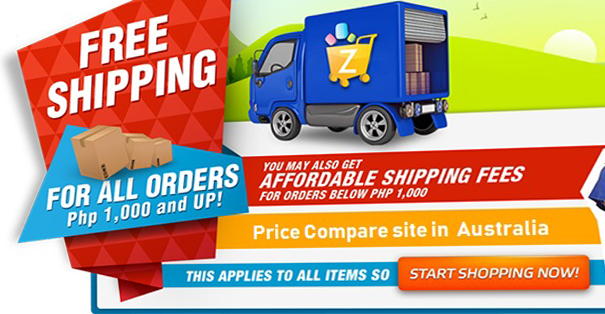 FREE
SHIPPING
FOR ALL ORDERS
Php 1,000 and UP!
Z
YOU MAY ALSO GET
AFFORDABLE SHIPPING FEES
FOR ORDERS BELOW PHP 1,000
Price Compare site in Australia
THIS APPLIES TO ALL ITEMS SO
START SHOPPING NOW!